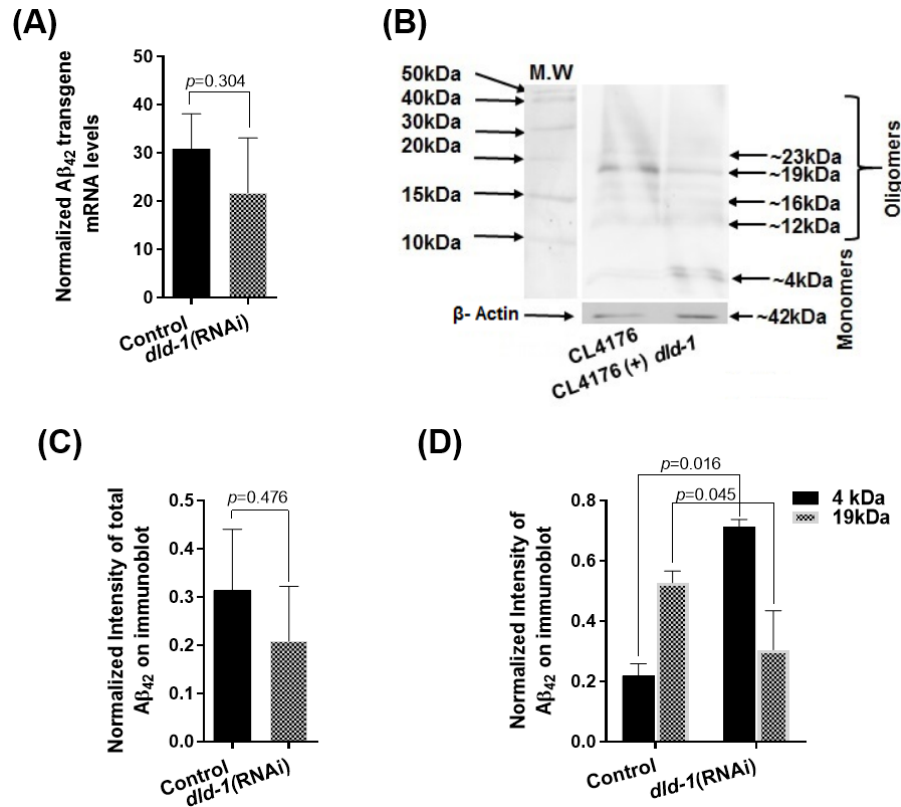 (A)
Normalized Aβ42 transgene
mRNA levels
50
40
30
20
10
0
p=0.304
Control
dld-1(RNAi)
(B)
M.W
50kDa
40kDa
30kDa
20kDa
15kDa
10kDa
β- Actin
~23kDa
~19kDa
~16kDa
~12kDa
~4kDa
~42kDa
Oligomers
Monomers
CL4176
CL4176 (+) dld-1
(C)
Normalized Intensity of total
Aβ42 on immunoblot
0.5
0.4
0.3
0.2
0.1
0.0
p=0.476
Control
dld-1(RNAi)
(D)
Normalized Intensity of
Aβ42 on immunoblot
0.8
0.6
0.4
0.2
0.0
p=0.016
p=0.045
4 kDa
19kDa
Control
dld-1(RNAi)